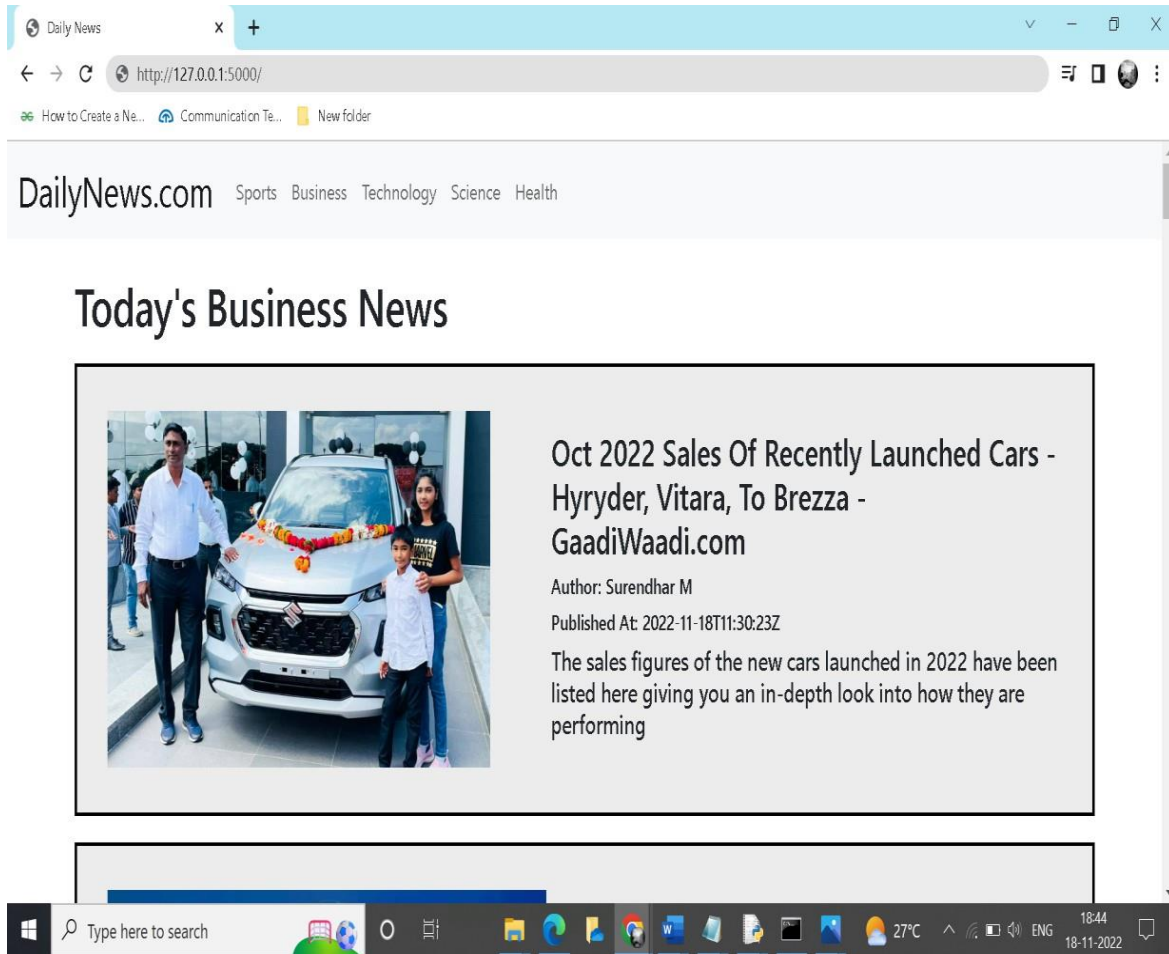 Daily News
http://127.0.0.1:5000/
How to Create a Ne... Communication Te... New folder
DailyNews.com Sports Business Technology Science Health
Today's Business News
Oct 2022 Sales Of Recently Launched Cars -
Hyryder, Vitara, To Brezza -
GaadiWaadi.com
Author: Surendhar M
Published At: 2022-11-18T11:30:23Z
The sales figures of the new cars launched in 2022 have been
listed here giving you an in-depth look into how they are
performing
MARVEL
Type here to search
27°C ENG 18:44
18-11-2022